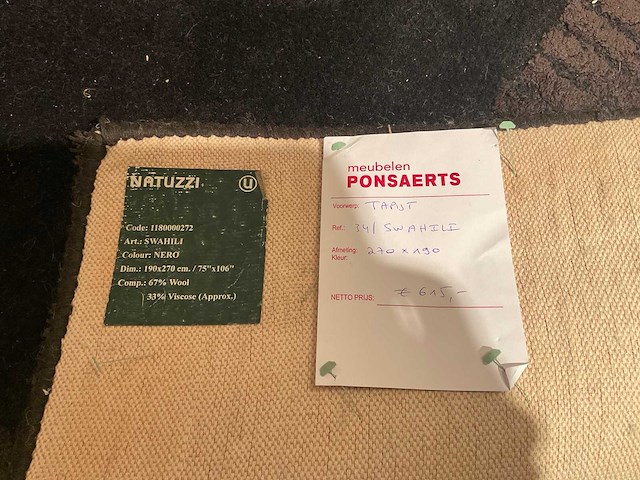 NATUZZI
Code: 1180000272
Art.: SWAHILI
Colour: NERO
Dim.: 190x270 cm. / 75"x106"
Comp.: 67% Wool
33% Viscose (Approx.)
meubelen
PONSAERTS
Voorwerp: TAPIJT
Ref.: 34/ SWAHILI
Afmeting: 270 x 190
Kleur:
NETTO PRIJS: € 615,-